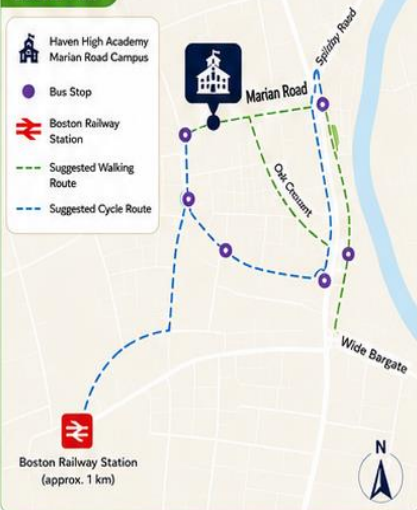 Haven High Academy
Marian Road Campus
Bus Stop
Boston Railway
Station
Suggested Walking
Route
Suggested Cycle Route
Spilsby Road
Marian Road
Oak Crescent
Wide Bargate
Boston Railway Station
(approx. 1 km)
N